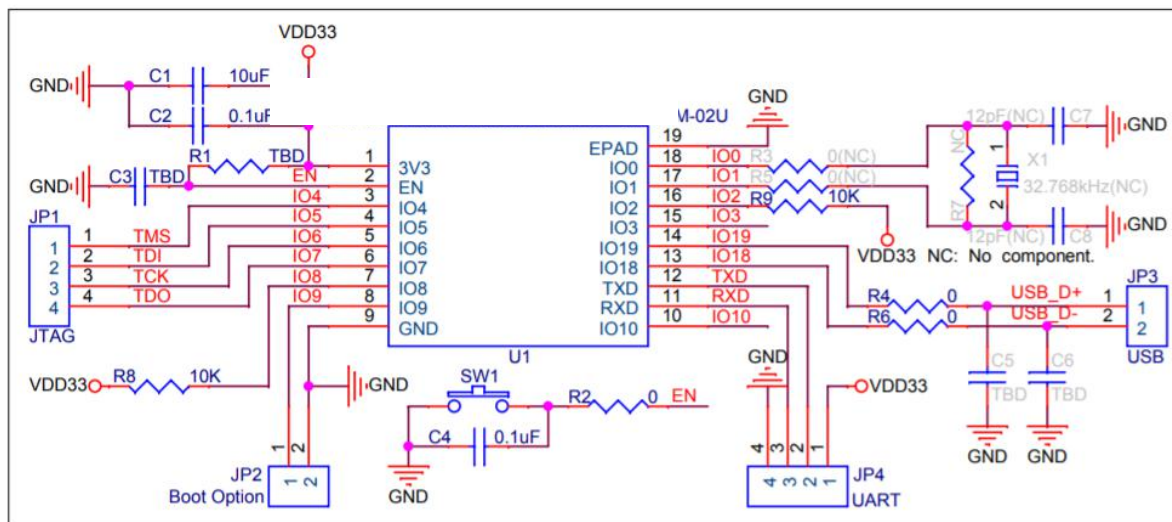 VDD33
GND
C1 10uF
C2 0.1uF
R1 TBD
GND C3 TBD
EN
IO4
IO5
IO6
IO7
IO8
IO9
JP1
1 1 TMS
2 2 TDI
3 3 TCK
4 4 TDO
JTAG
VDD33 R8 10K
GND
1 2
1 2
JP2
Boot Option
1 3V3
2 EN
3 IO4
4 IO5
5 IO6
6 IO7
7 IO8
8 IO9
9 GND
U1
M-02U
EPAD 19
IO0 18 IO0
IO1 17 IO1
IO2 16 IO2
IO3 15 IO3
IO19 14 IO19
IO18 13 IO18
TXD 12 TXD
RXD 11 RXD
IO10 10 IO10
GND
R3 0(NC)
R5 0(NC)
R9 10K
VDD33
12pF(NC) C7 GND
R7 NC
1 X1
32.768kHz(NC)
2
12pF(NC) C8 GND
NC: No component.
R4 0 USB_D+
R6 0 USB_D-
JP3
1 1
2 2
USB
C5 TBD
C6 TBD
GND GND
SW1
R2 0 EN
C4 0.1uF
GND
GND
VDD33
4 3 2 1
4 3 2 1
JP4
UART